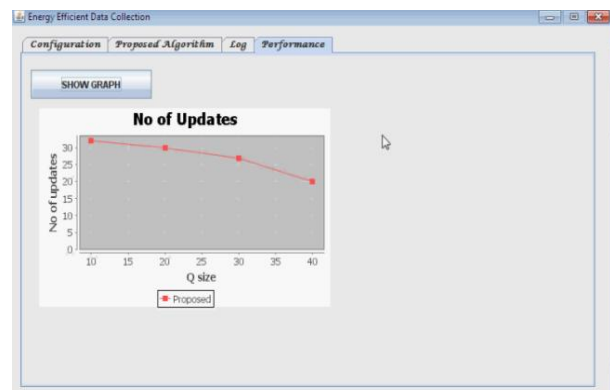 Energy Efficient Data Collection
Configuration Proposed Algorithm Log Performance
SHOW GRAPH
No of Updates
No of updates
30
25
20
15
10
5
0
10 15 20 25 30 35 40
Q size
Proposed